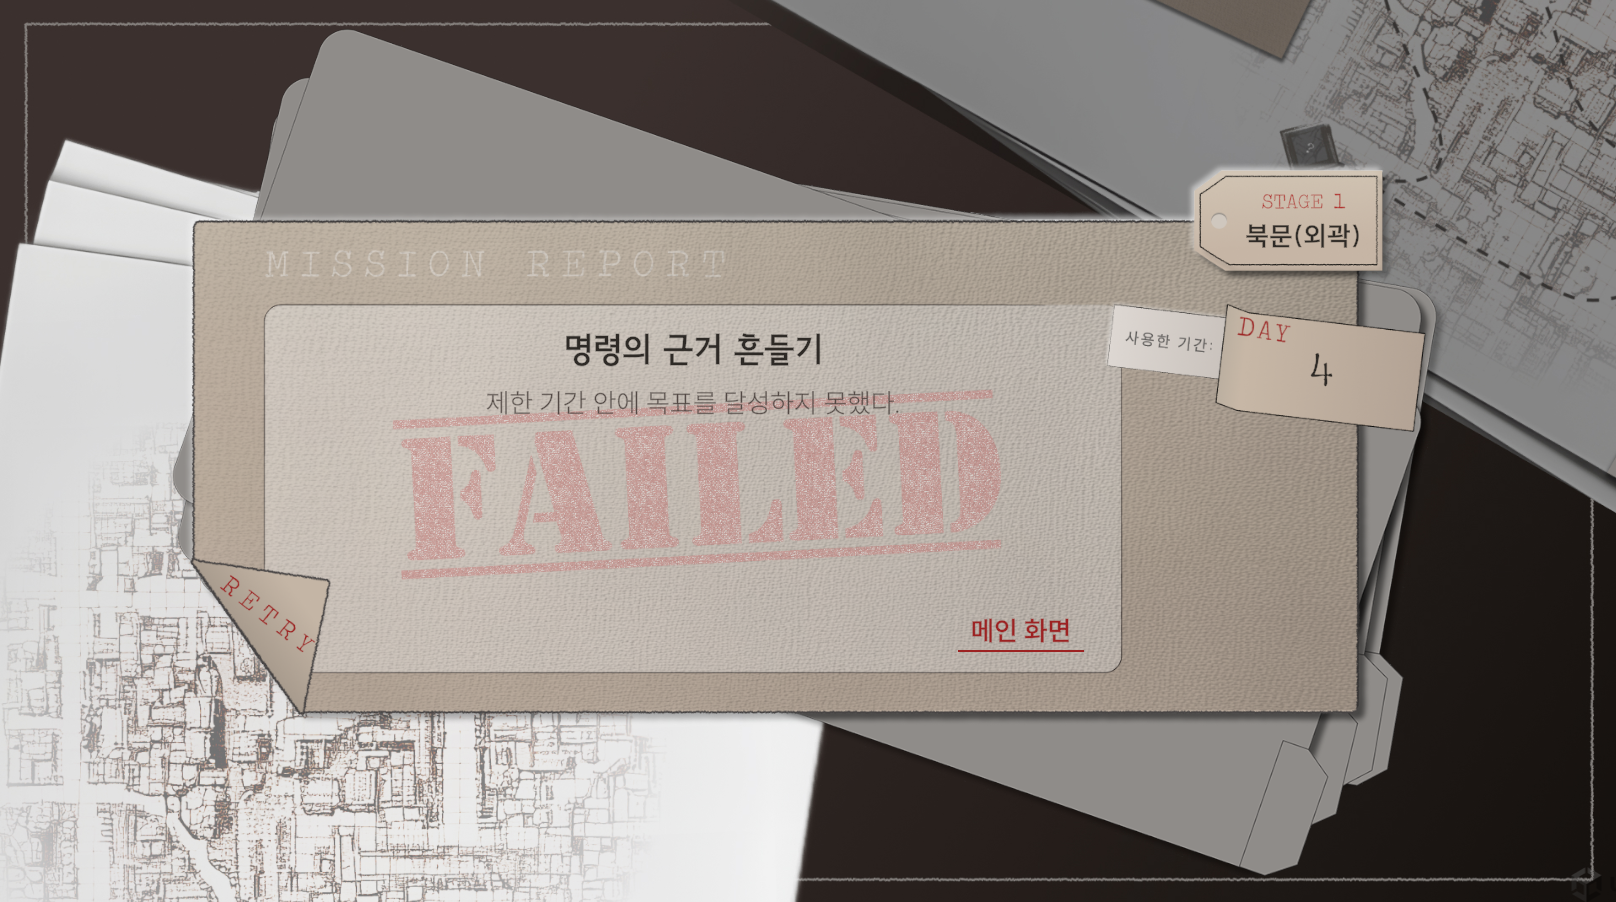 MISSION REPORT
STAGE 1
북문(외곽)
명령의 근거 흔들기
제한 기간 안에 목표를 달성하지 못했다.
사용한 기간:
DAY
4
FAILED
RETRY
메인 화면